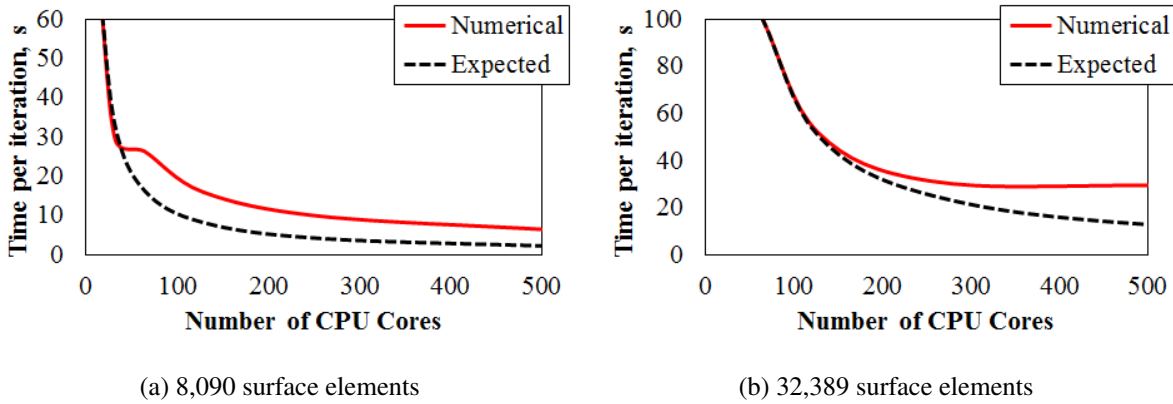 60
50
40
30
20
10
0
Time per iteration, s
Numerical
Expected
0 100 200 300 400 500
Number of CPU Cores
(a) 8,090 surface elements
100
80
60
40
20
0
Time per iteration, s
Numerical
Expected
0 100 200 300 400 500
Number of CPU Cores
(b) 32,389 surface elements